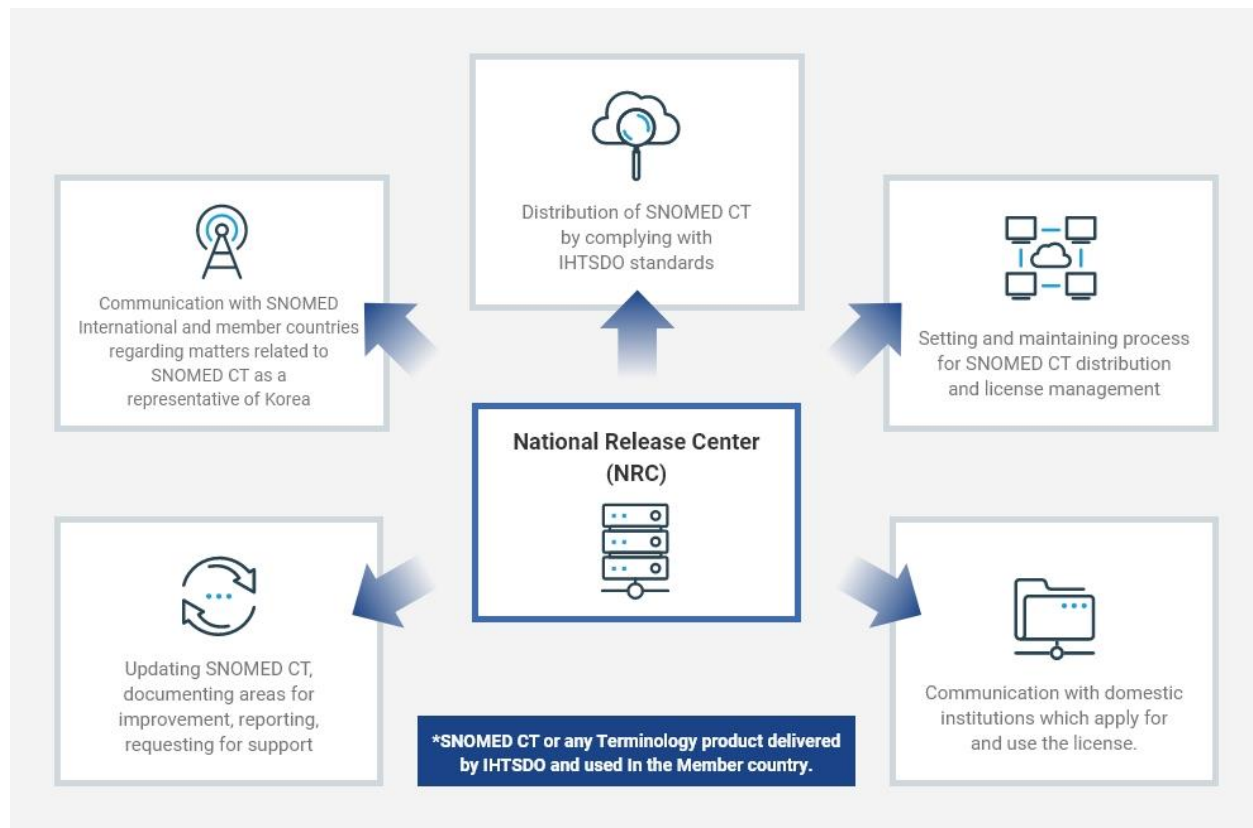 Distribution of SNOMED CT
by complying with
IHTSDO standards
Communication with SNOMED
International and member countries
regarding matters related to
SNOMED CT as a
representative of Korea
Setting and maintaining process
for SNOMED CT distribution
and license management
National Release Center
(NRC)
Updating SNOMED CT,
documenting areas for
improvement, reporting,
requesting for support
Communication with domestic
institutions which apply for
and use the license.
*SNOMED CT or any Terminology product delivered
by IHTSDO and used In the Member country.